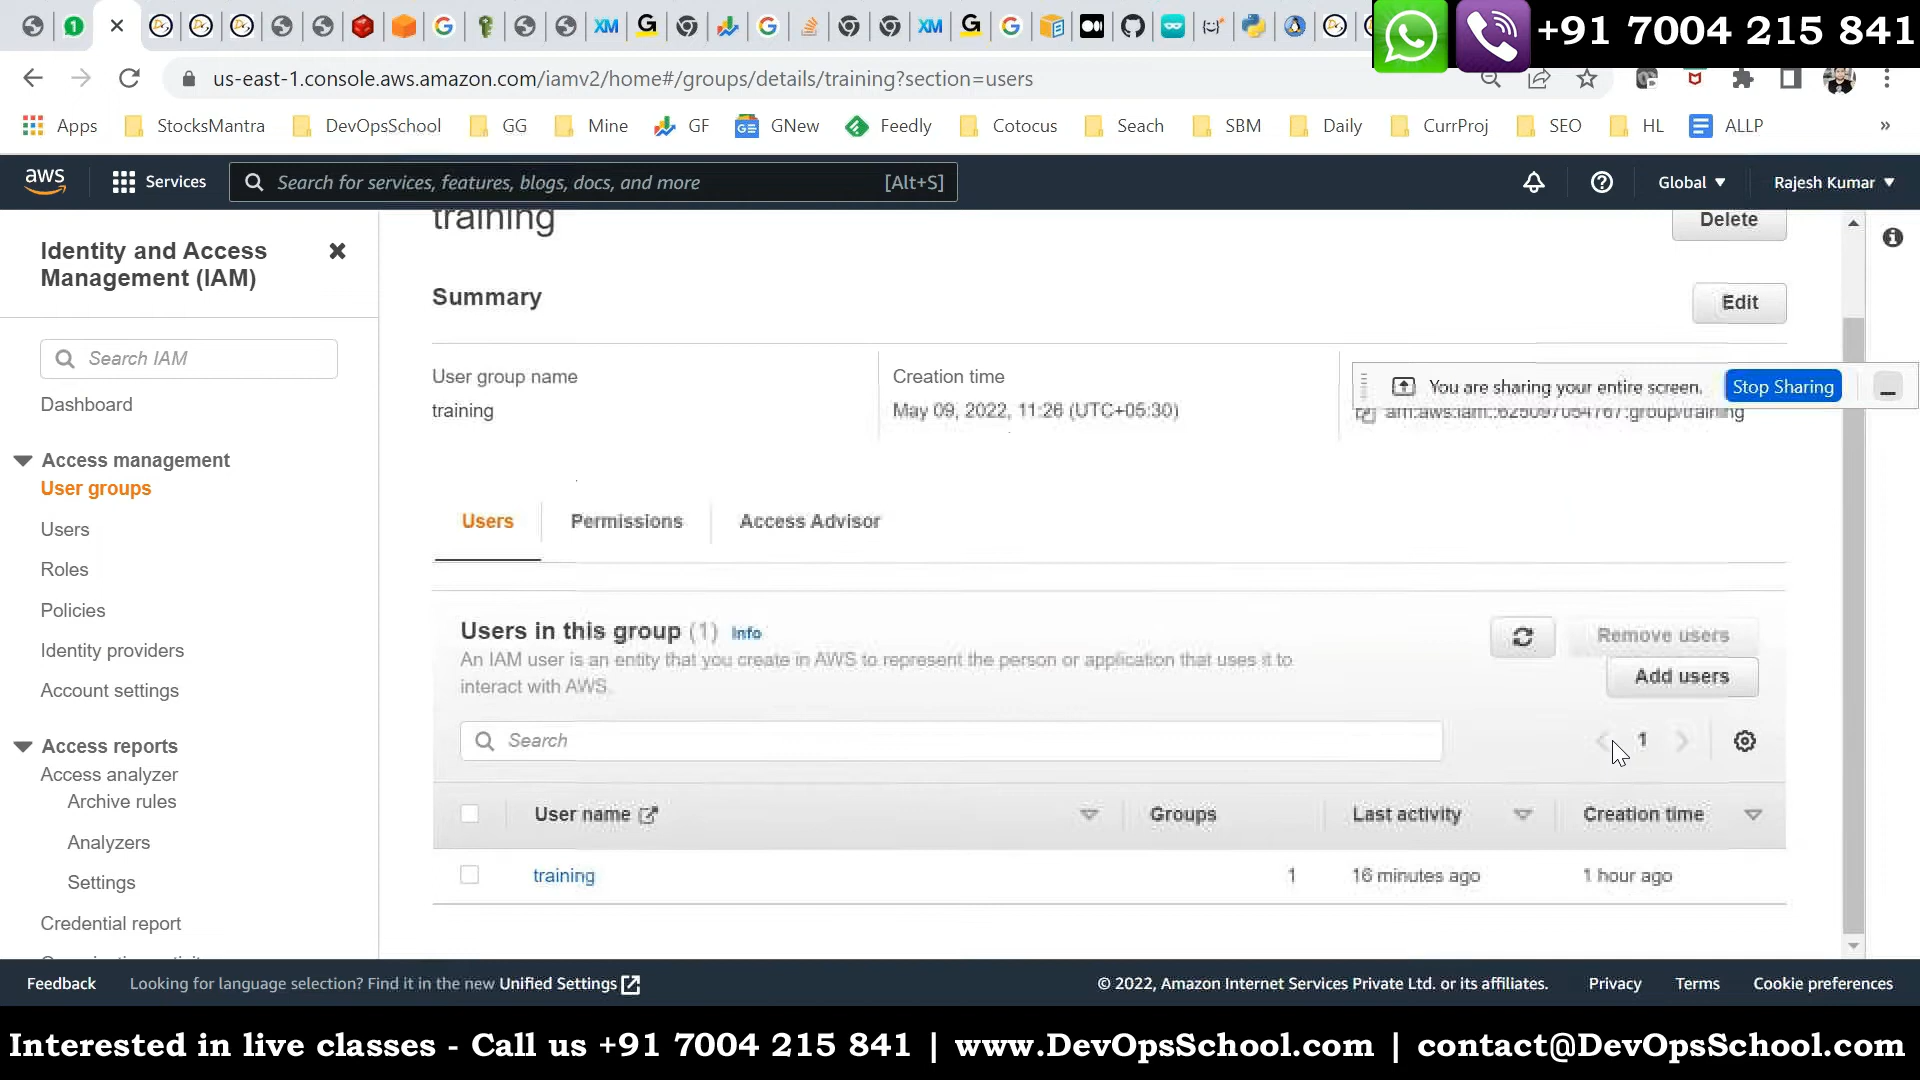 +91 7004 215 841
us-east-1.console.aws.amazon.com/iamv2/home#/groups/details/training?section=users
Apps StocksMantra DevOpsSchool GG Mine GF GNew Feedly Cotocus Seach SBM Daily CurrProj SEO HL ALLP »
aws Services Search for services, features, blogs, docs, and more [Alt+S] Global Rajesh Kumar
Identity and Access
Management (IAM)
Search IAM
Dashboard
Access management
User groups
Users
Roles
Policies
Identity providers
Account settings
Access reports
Access analyzer
Archive rules
Analyzers
Settings
Credential report
training
Delete
Summary
Edit
User group name
training
Creation time
May 09, 2022, 11:26 (UTC+05:30)
You are sharing your entire screen. Stop Sharing
Users Permissions Access Advisor
Users in this group (1) Info
An IAM user is an entity that you create in AWS to represent the person or application that uses it to
interact with AWS.
Remove users
Add users
Search
1
User name Groups Last activity Creation time
training 1 16 minutes ago 1 hour ago
Feedback Looking for language selection? Find it in the new Unified Settings © 2022, Amazon Internet Services Private Ltd. or its affiliates. Privacy Terms Cookie preferences
Interested in live classes - Call us +91 7004 215 841 | www.DevOpsSchool.com | contact@DevOpsSchool.com